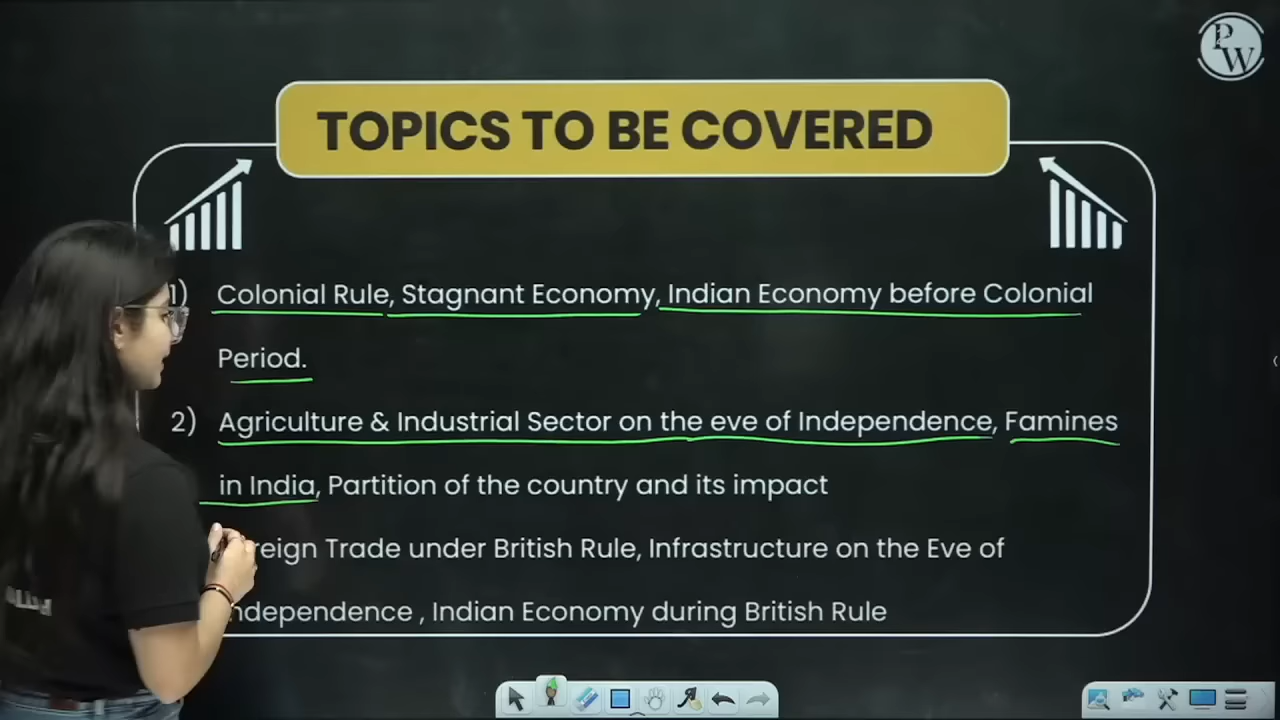 PW
TOPICS TO BE COVERED
1) Colonial Rule, Stagnant Economy, Indian Economy before Colonial
Period.
2) Agriculture & Industrial Sector on the eve of Independence, Famines
in India, Partition of the country and its impact
Trade under British Rule, Infrastructure on the Eve of
, Indian Economy during British Rule